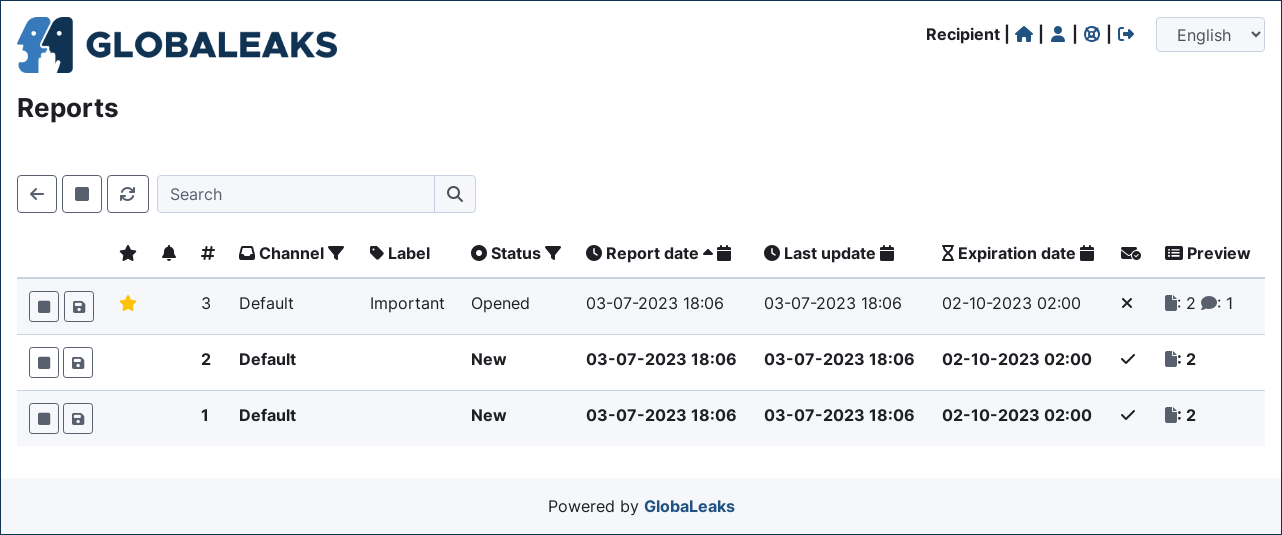 GLOBALEAKS
Recipient | | | |
English
Reports
Search
# Channel Label Status Report date Last update Expiration date Preview
3 Default Important Opened 03-07-2023 18:06 03-07-2023 18:06 02-10-2023 02:00 : 2 : 1
2 Default New 03-07-2023 18:06 03-07-2023 18:06 02-10-2023 02:00 : 2
1 Default New 03-07-2023 18:06 03-07-2023 18:06 02-10-2023 02:00 : 2
Powered by GlobaLeaks